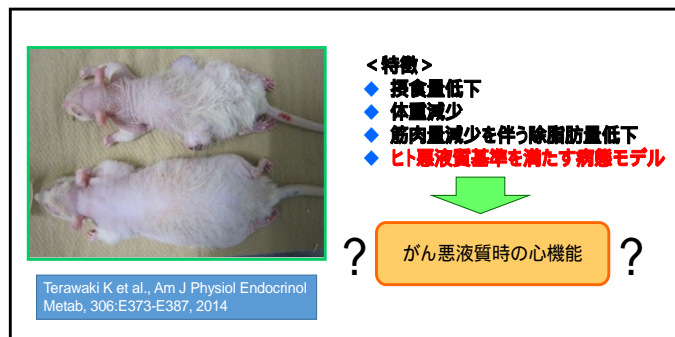 <特徴>
◆ 摂食量低下
◆ 体重減少
◆ 筋肉量減少を伴う除脂肪量低下
◆ ヒト悪液質基準を満たす病態モデル
? がん悪液質時の心機能 ?
Terawaki K et al., Am J Physiol Endocrinol
Metab, 306:E373-E387, 2014